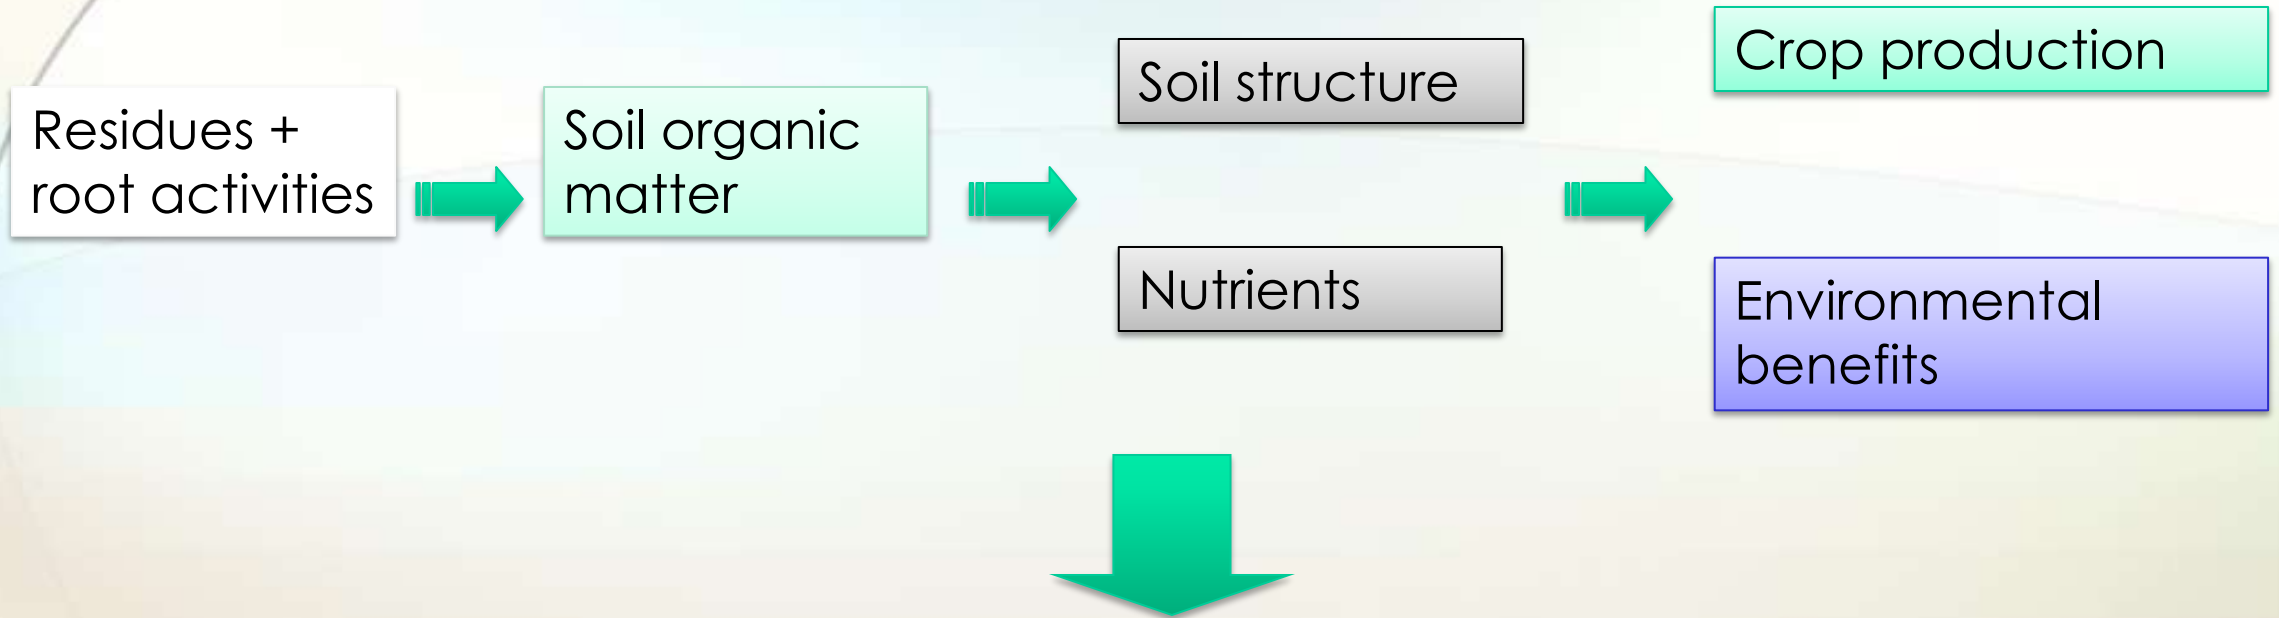 Residues +
root activities
Soil organic
matter
Soil structure
Nutrients
Crop production
Environmental
benefits